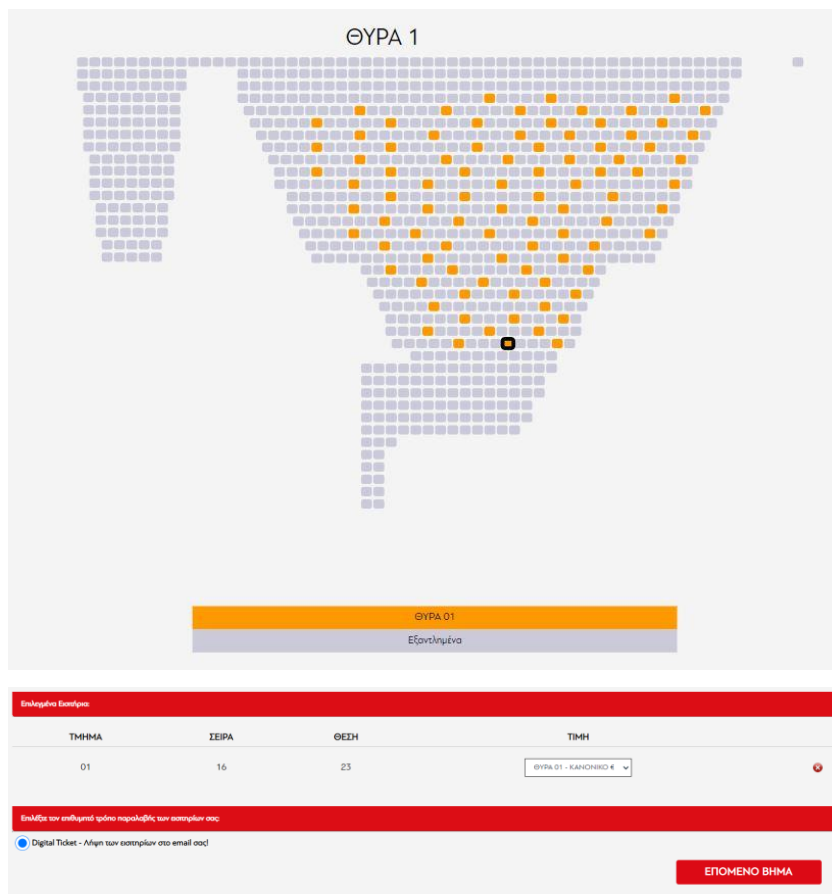 ΘΥΡΑ 1
ΘΥΡΑ 01
Εξαντλημένα
Επιλεγμένα Εισιτήρια:
ΤΜΗΜΑ ΣΕΙΡΑ ΘΕΣΗ ΤΙΜΗ
01 16 23 ΘΥΡΑ 01 - ΚΑΝΟΝΙΚΟ €
Επιλέξτε τον επιθυμητό τρόπο παραλαβής των εισιτηρίων σας:
Digital Ticket - Λήψη των εισιτηρίων στο email σας!
ΕΠΟΜΕΝΟ ΒΗΜΑ